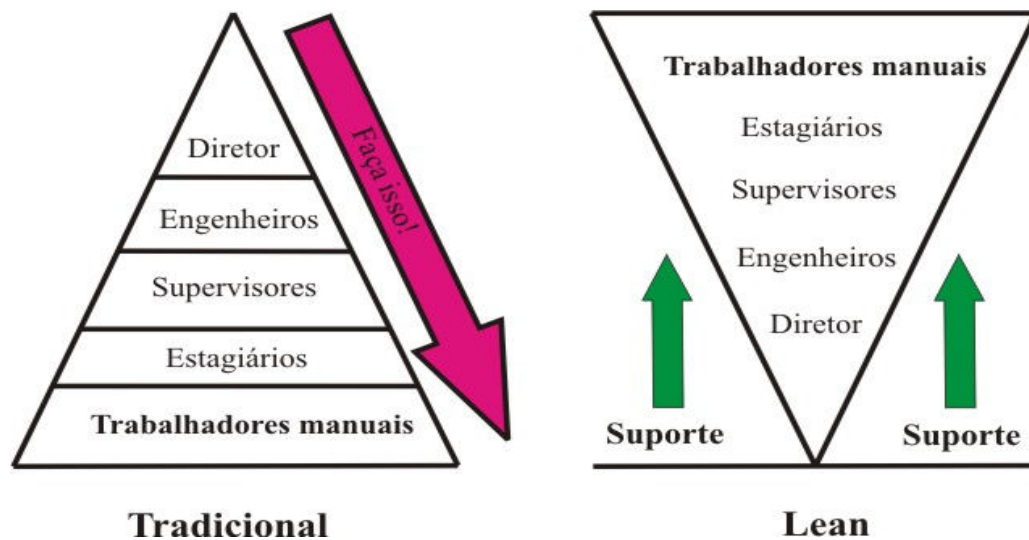 Diretor
Engenheiros
Supervisores
Estagiários
Trabalhadores manuais
Faça isso!
Tradicional
Trabalhadores manuais
Estagiários
Supervisores
Engenheiros
Diretor
Suporte
Suporte
Lean